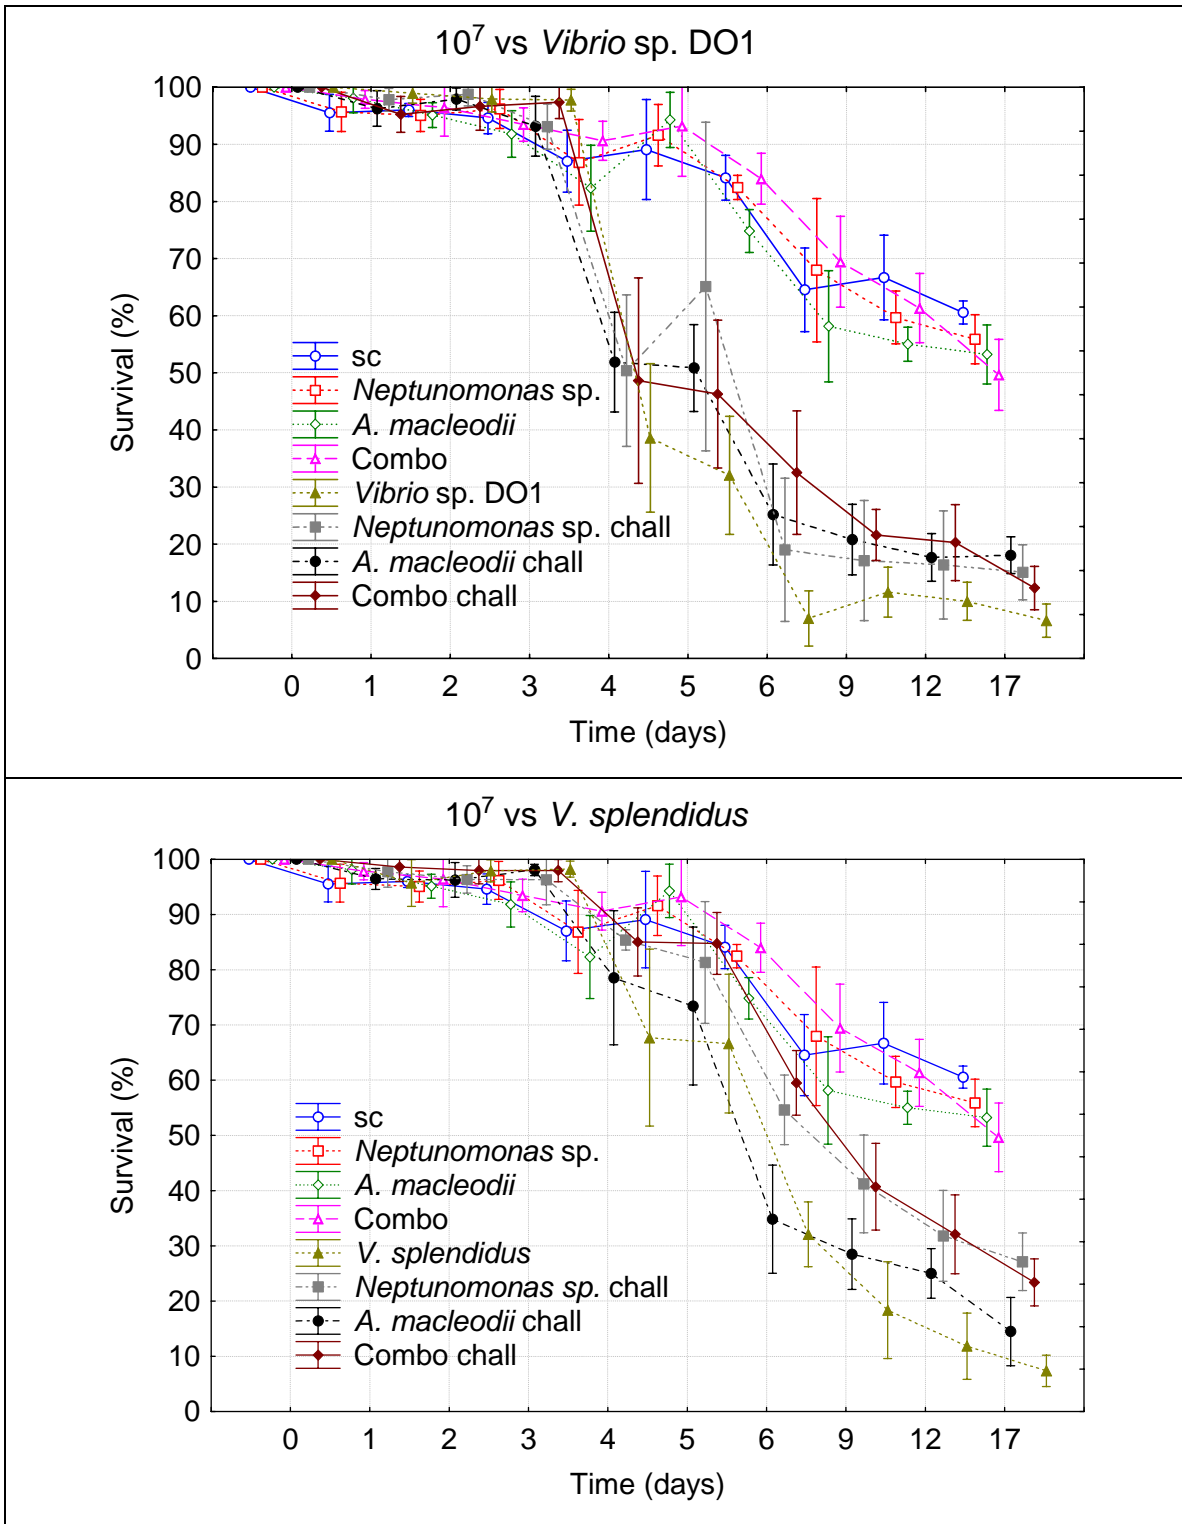 10⁷ vs Vibrio sp. DO1
100
90
80
70
60
50
40
30
20
10
0
Survival (%)
sc
Neptunomonas sp.
A. macleodii
Combo
Vibrio sp. DO1
Neptunomonas sp. chall
A. macleodii chall
Combo chall
0 1 2 3 4 5 6 9 12 17
Time (days)
10⁷ vs V. splendidus
100
90
80
70
60
50
40
30
20
10
0
Survival (%)
sc
Neptunomonas sp.
A. macleodii
Combo
V. splendidus
Neptunomonas sp. chall
A. macleodii chall
Combo chall
0 1 2 3 4 5 6 9 12 17
Time (days)